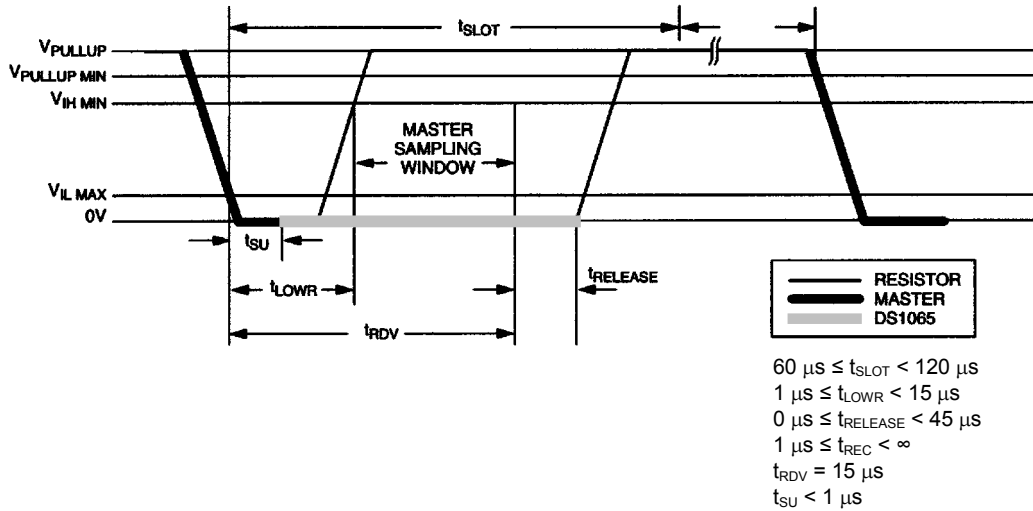 tSLOT
VPULLUP
VPULLUP MIN
VIH MIN
MASTER
SAMPLING
WINDOW
VIL MAX
0V
tSU
tLOWR
tRELEASE
tRDV
RESISTOR
MASTER
DS1065
60 μs ≤ tSLOT < 120 μs
1 μs ≤ tLOWR < 15 μs
0 μs ≤ tRELEASE < 45 μs
1 μs ≤ tREC < ∞
tRDV = 15 μs
tSU < 1 μs